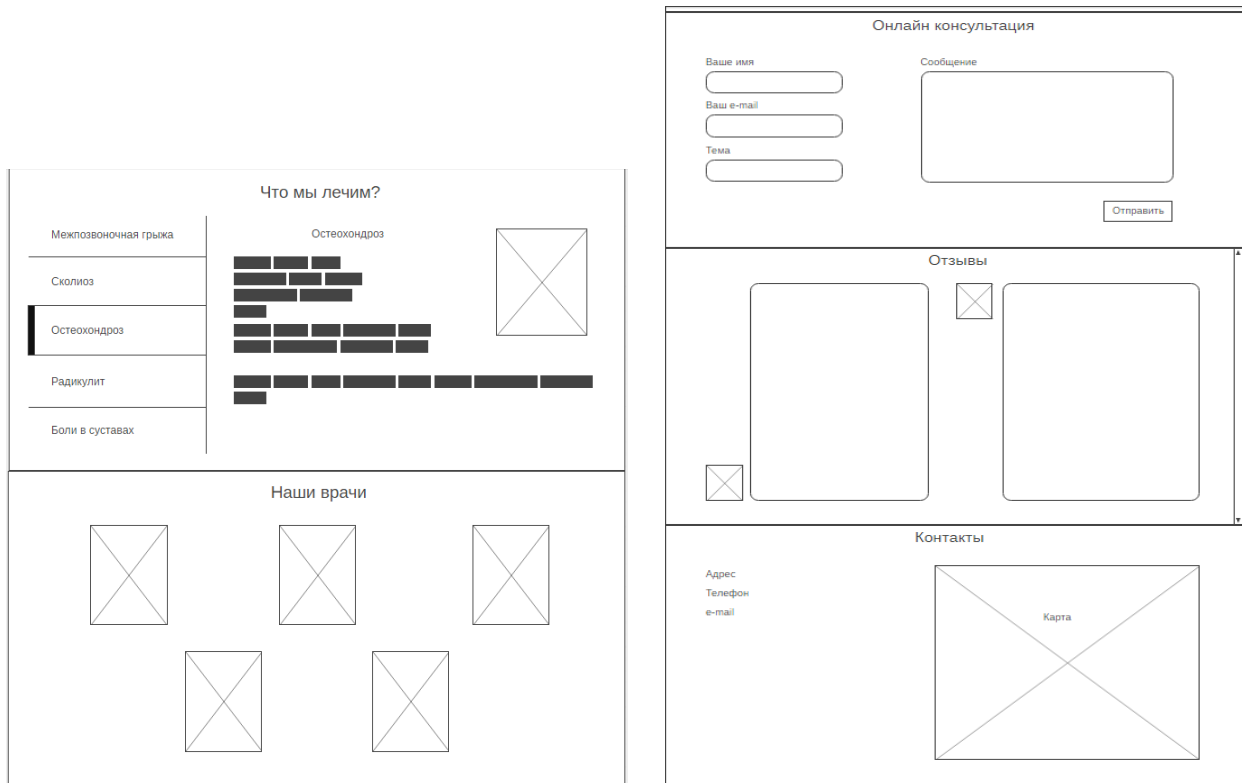 Что мы лечим?
Межпозвоночная грыжа
Сколиоз
Остеохондроз
Радикулит
Боли в суставах
Остеохондроз
Наши врачи
Онлайн консультация
Ваше имя
Ваш e-mail
Тема
Сообщение
Отправить
Отзывы
Контакты
Адрес
Телефон
e-mail
Карта